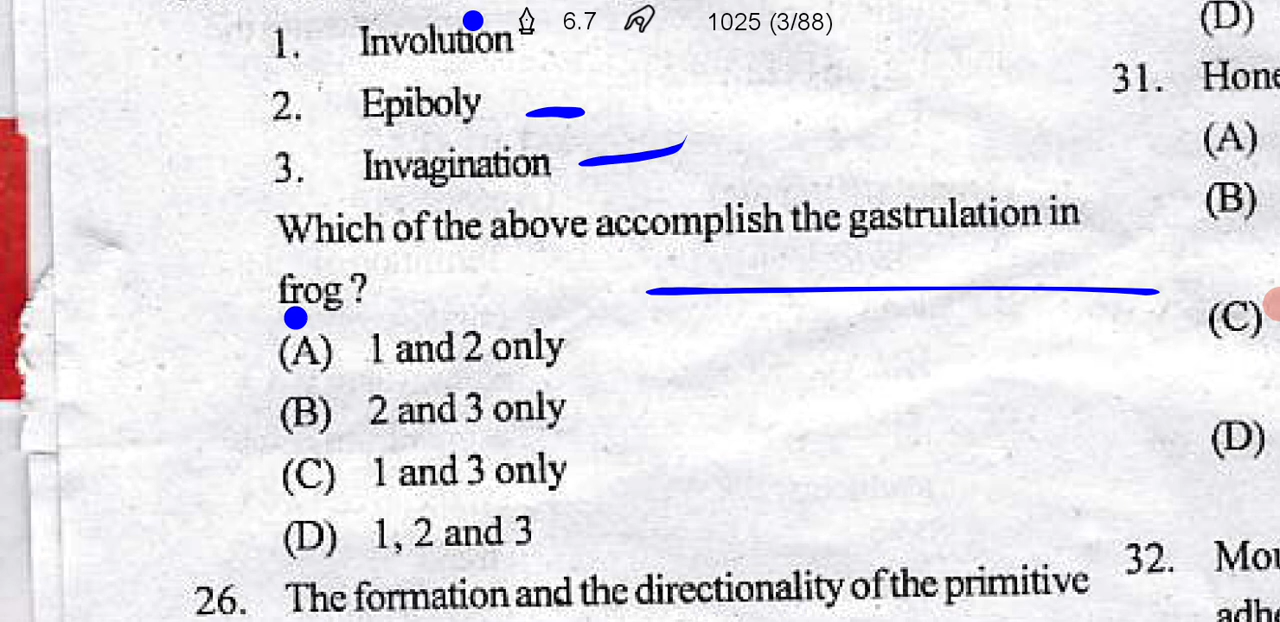 6.7 1025 (3/88)
1. Involution
2. Epiboly
3. Invagination
Which of the above accomplish the gastrulation in
frog ?
(A) 1 and 2 only
(B) 2 and 3 only
(C) 1 and 3 only
(D) 1, 2 and 3
26. The formation and the directionality of the primitive
(D)
31.
(A)
(B)
(C)
(D)
32.